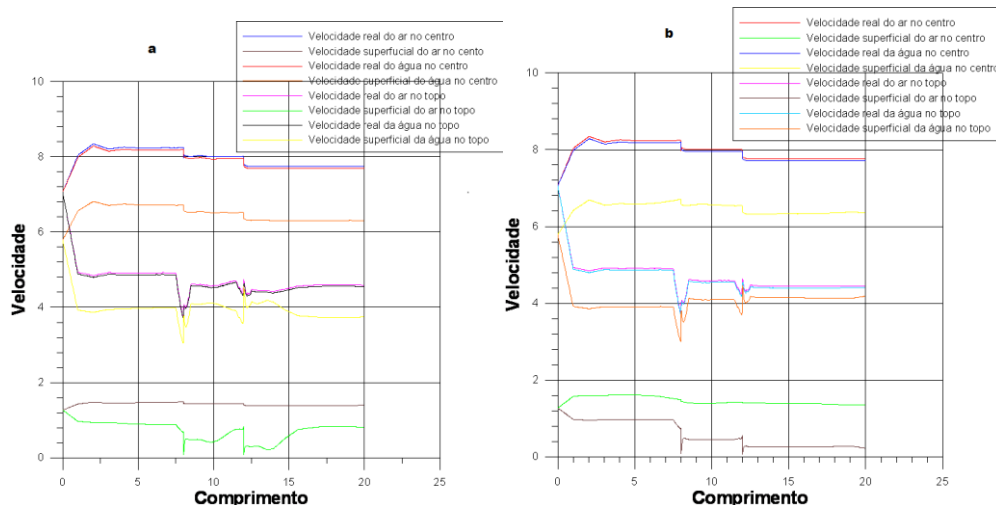 a
Velocidade real do ar no centro
Velocidade superfucial do ar no cento
Velocidade real do água no centro
Velocidade superficial do água no centro
Velocidade real do ar no topo
Velocidade superficial do ar no topo
Velocidade real da água no topo
Velocidade superficial da água no topo
10
8
6
4
2
0
Velocidade
0 5 10 15 20 25
Comprimento
b
Velocidade real do ar no centro
Velocidade superficial do ar no centro
Velocidade real da água no centro
Velocidade superficial da água no centro
Velocidade real do ar no topo
Velocidade superficial do ar no topo
Velocidade real da água no topo
Velocidade superficial da água no topo
10
8
6
4
2
0
Velocidade
0 5 10 15 20 25
Comprimento